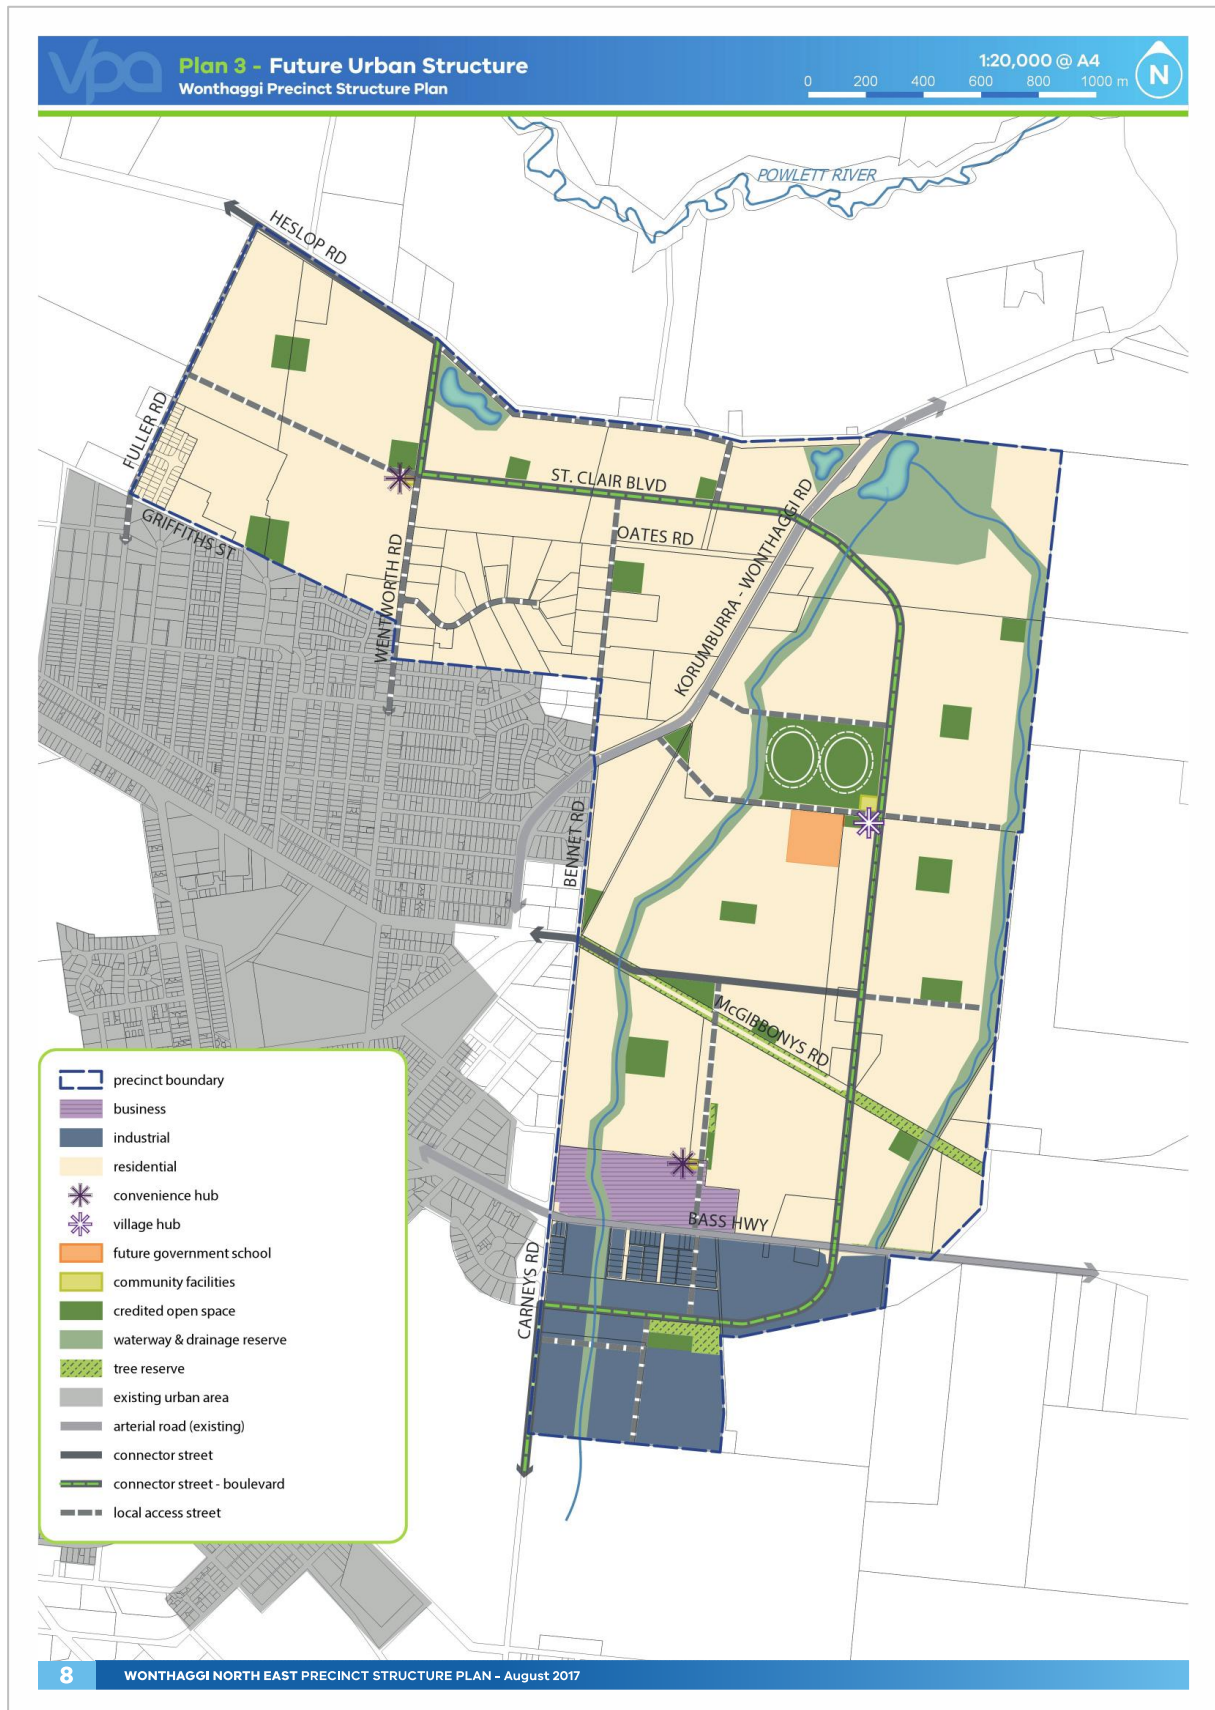 vpa
Plan 3 - Future Urban Structure
Wonthaggi Precinct Structure Plan
1:20,000 @ A4
0 200 400 600 800 1000 m
N
POWLETT RIVER
HESLOP RD
FULLER RD
ST. CLAIR BLVD
GRIFFITHS ST
OATES RD
WENTWORTH RD
KORUMBURRA - WONTHAGGI RD
BENNET RD
McGIBBONYS RD
BASS HWY
CARNEYS RD
precinct boundary
business
industrial
residential
convenience hub
village hub
future government school
community facilities
credited open space
waterway & drainage reserve
tree reserve
existing urban area
arterial road (existing)
connector street
connector street - boulevard
local access street
8 WONTHAGGI NORTH EAST PRECINCT STRUCTURE PLAN - August 2017